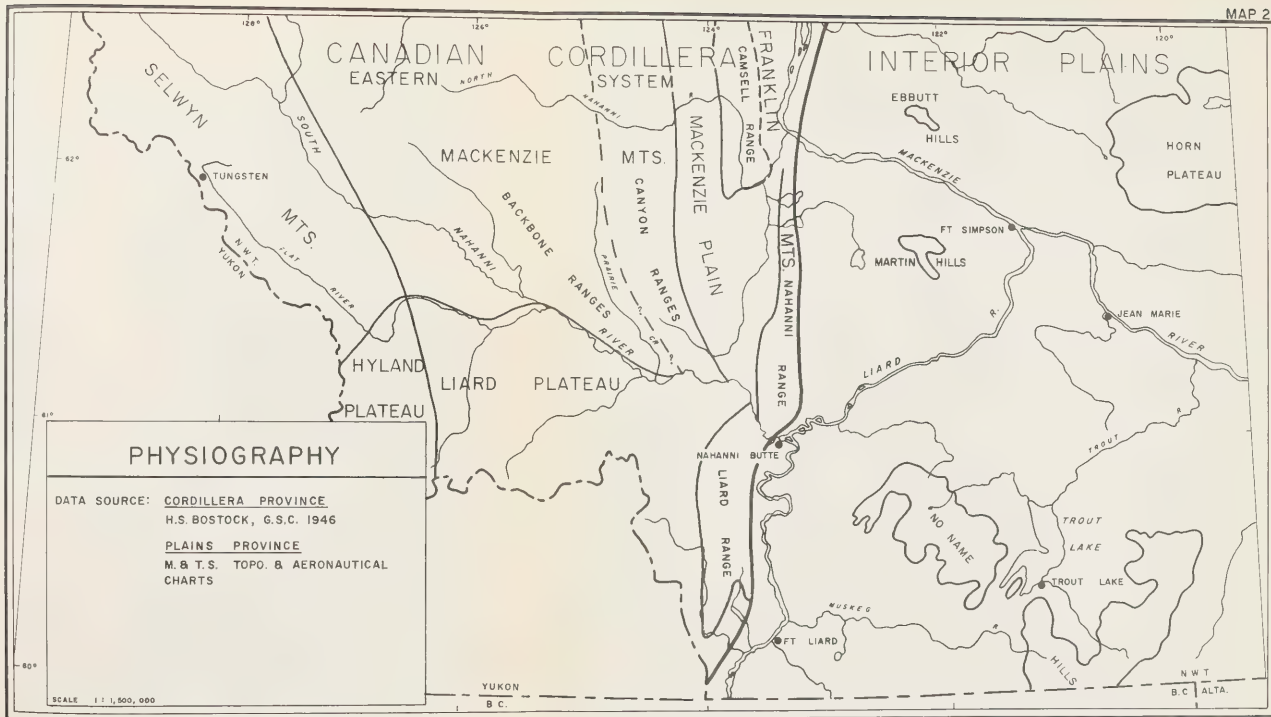 MAP 2
128°
126°
124°
122°
120°
CANADIAN CORDILLERA INTERIOR PLAINS
EASTERN SYSTEM
SELWYN
MTS.
SOUTH
NAHANNI
RIVER
NORTH
NAHANNI
R
FRANKLIN
MTS.
CAMSELL
RANGE
MACKENZIE MTS.
BACKBONE
RANGES
CANYON
RANGES
PRAIRIE
CR
?
?
MACKENZIE
PLAIN
NAHANNI
RANGE
EBBUTT
HILLS
MACKENZIE
HORN
PLATEAU
62°
TUNGSTEN
N.W.T.
YUKON
FLAT
RIVER
FT SIMPSON
MARTIN HILLS
JEAN MARIE
RIVER
LIARD
R.
HYLAND
PLATEAU
LIARD PLATEAU
61°
NAHANNI BUTTE
LIARD
RANGE
TROUT
R
NO NAME
TROUT
LAKE
TROUT LAKE
MUSKEG
R
FT LIARD
HILLS
80°
YUKON
B.C.
NWT
B.C. ALTA.
PHYSIOGRAPHY
DATA SOURCE: CORDILLERA PROVINCE
H.S. BOSTOCK, G.S.C. 1946
PLAINS PROVINCE
M. & T.S. TOPO. & AERONAUTICAL
CHARTS
SCALE 1 : 1,500,000